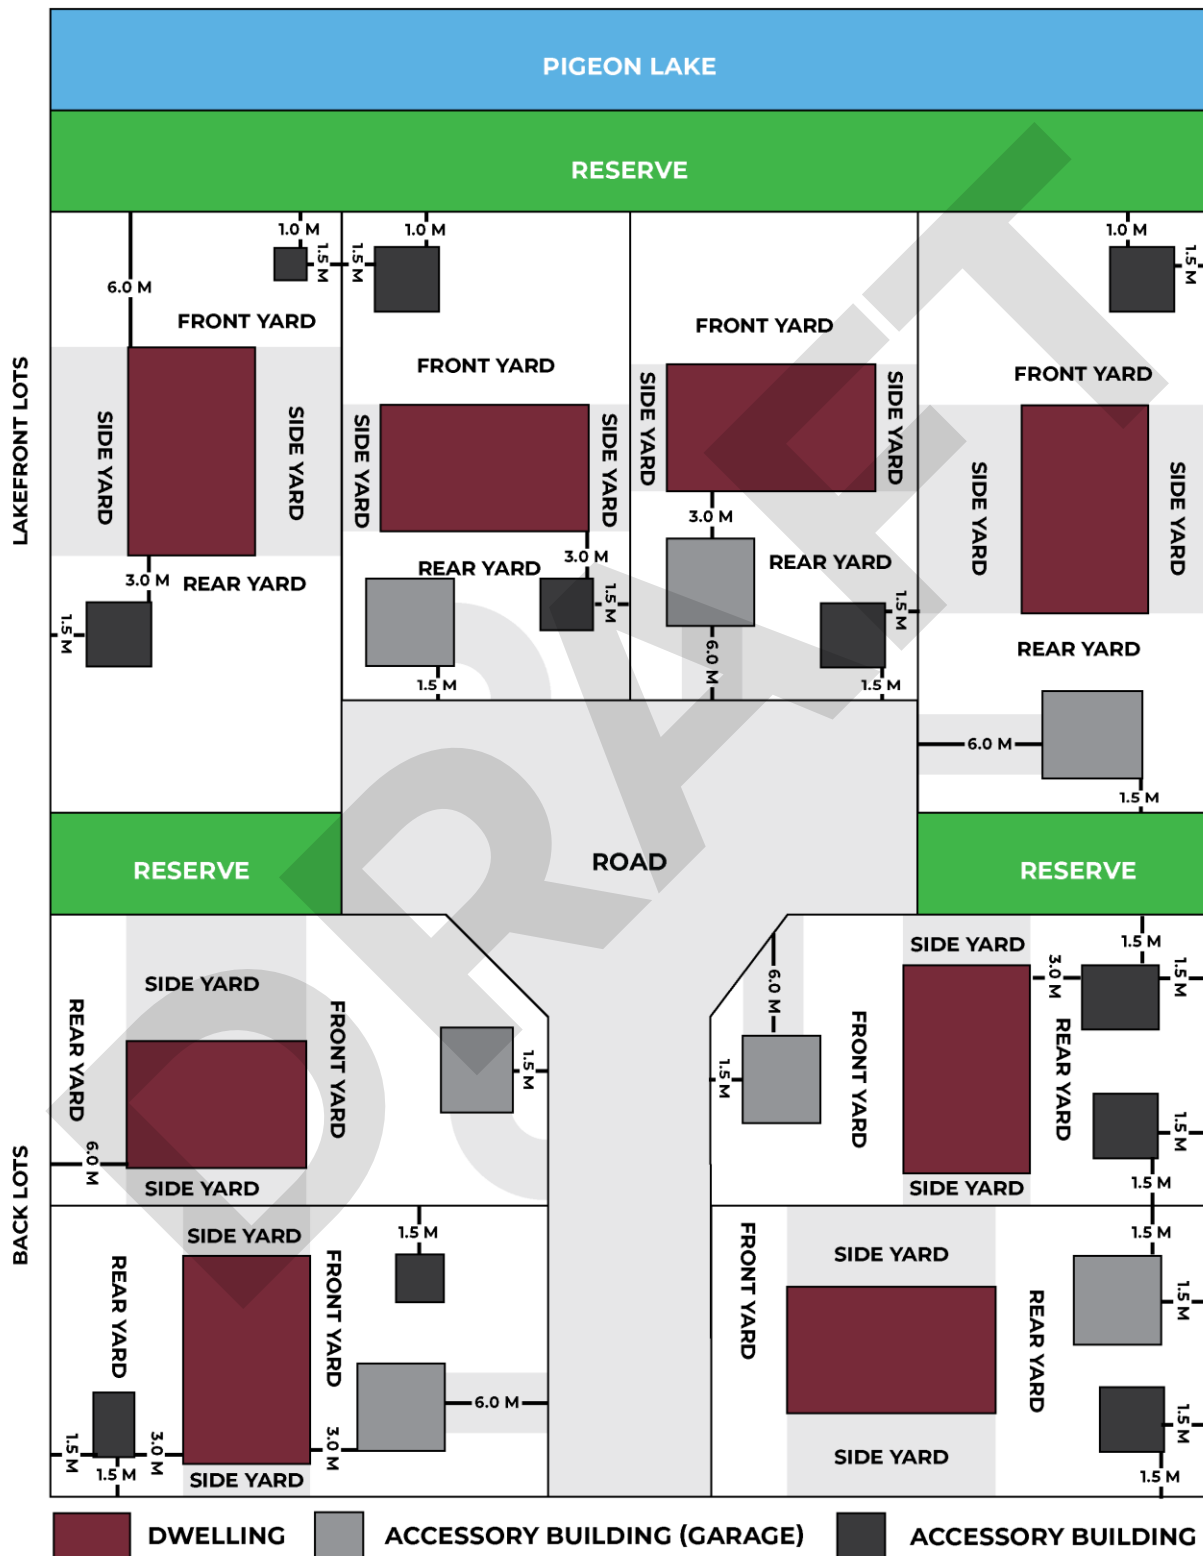 PIGEON LAKE
RESERVE
LAKEFRONT LOTS
1.0 M
1.5 M
1.5 M
1.0 M
1.0 M
1.5 M
6.0 M
FRONT YARD
FRONT YARD
FRONT YARD
FRONT YARD
SIDE YARD
SIDE YARD
SIDE YARD
SIDE YARD
SIDE YARD
SIDE YARD
SIDE YARD
SIDE YARD
3.0 M
REAR YARD
1.5 M
REAR YARD
3.0 M
1.5 M
1.5 M
3.0 M
REAR YARD
1.5 M
6.0 M
1.5 M
REAR YARD
6.0 M
1.5 M
RESERVE
ROAD
RESERVE
DRAFT
BACK LOTS
SIDE YARD
REAR YARD
FRONT YARD
1.5 M
6.0 M
SIDE YARD
6.0 M
1.5 M
FRONT YARD
SIDE YARD
3.0 M
1.5 M
1.5 M
REAR YARD
1.5 M
SIDE YARD
1.5 M
SIDE YARD
1.5 M
REAR YARD
FRONT YARD
6.0 M
1.5 M
1.5 M
3.0 M
3.0 M
SIDE YARD
FRONT YARD
SIDE YARD
1.5 M
1.5 M
REAR YARD
1.5 M
SIDE YARD
1.5 M
DWELLING
ACCESSORY BUILDING (GARAGE)
ACCESSORY BUILDING